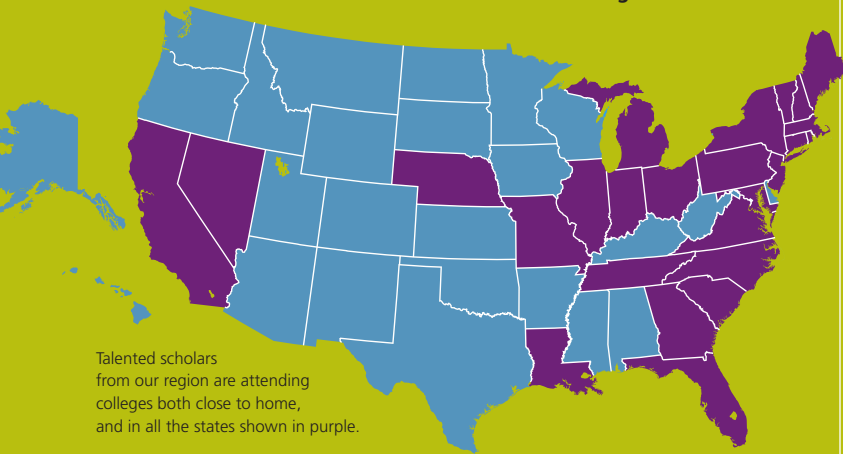 Talented scholars
from our region are attending
colleges both close to home,
and in all the states shown in purple.